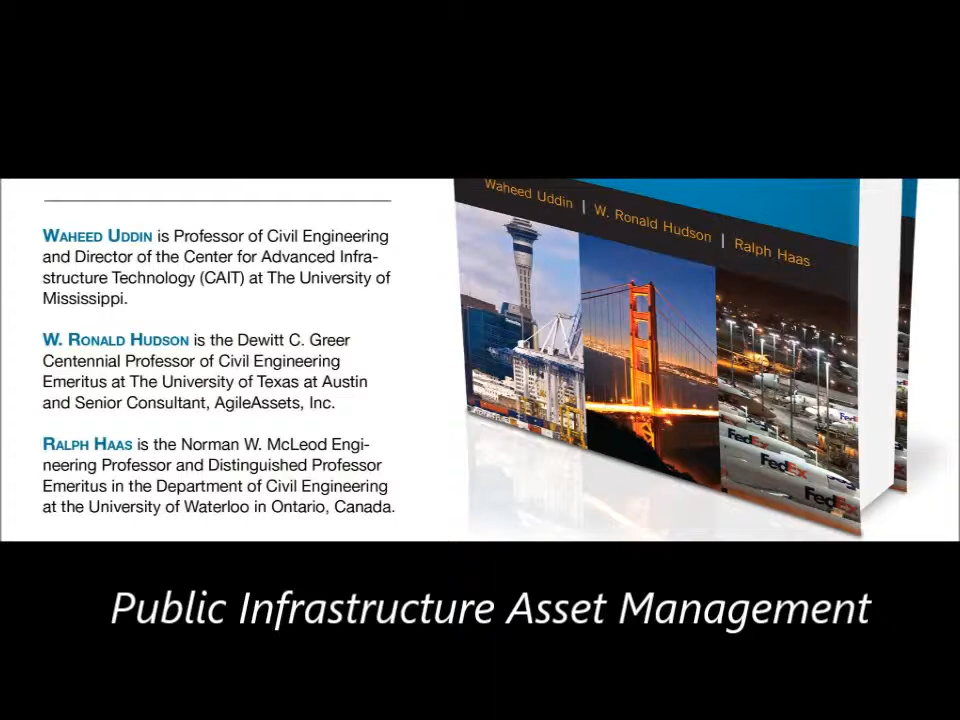 WAHEED UDDIN is Professor of Civil Engineering
and Director of the Center for Advanced Infra-
structure Technology (CAIT) at The University of
Mississippi.
W. RONALD HUDSON is the Dewitt C. Greer
Centennial Professor of Civil Engineering
Emeritus at The University of Texas at Austin
and Senior Consultant, AgileAssets, Inc.
RALPH HAAS is the Norman W. McLeod Engi-
neering Professor and Distinguished Professor
Emeritus in the Department of Civil Engineering
at the University of Waterloo in Ontario, Canada.
Waheed Uddin | W. Ronald Hudson | Ralph Haas
FedEx
FedEx
FedEx
FedEx
Public Infrastructure Asset Management